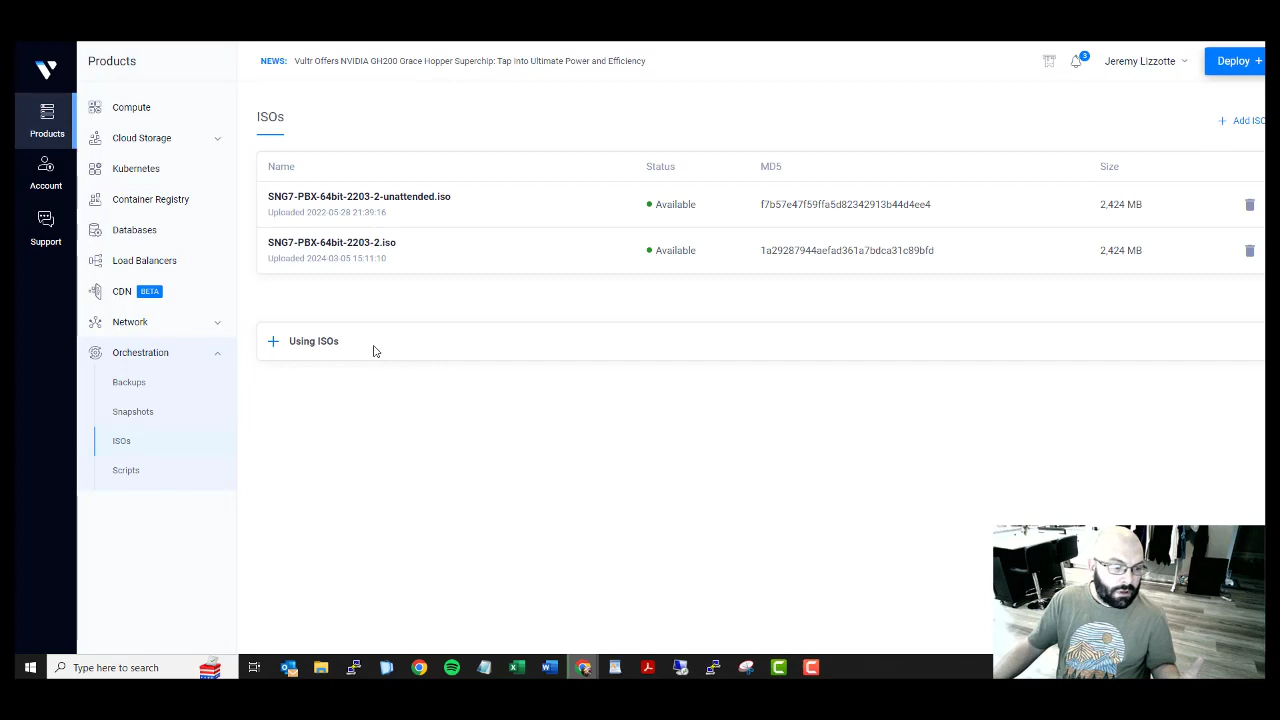 Products
NEWS: Vultr Offers NVIDIA GH200 Grace Hopper Superchip: Tap into Ultimate Power and Efficiency
3
Jeremy Lizzotte
Deploy +
Products
Account
Support
Compute
Cloud Storage
Kubernetes
Container Registry
Databases
Load Balancers
CDN BETA
Network
Orchestration
Backups
Snapshots
ISOs
Scripts
ISOs
+ Add ISO
Name Status MD5 Size
SNG7-PBX-64bit-2203-2-unattended.iso
Uploaded 2022-05-28 21:39:16
Available f7b57e47f59ffa5d82342913b44d4ee4 2,424 MB
SNG7-PBX-64bit-2203-2.iso
Uploaded 2024-03-05 15:11:10
Available 1a29287944aefad361a7bdca31c89bfd 2,424 MB
+ Using ISOs
Type here to search